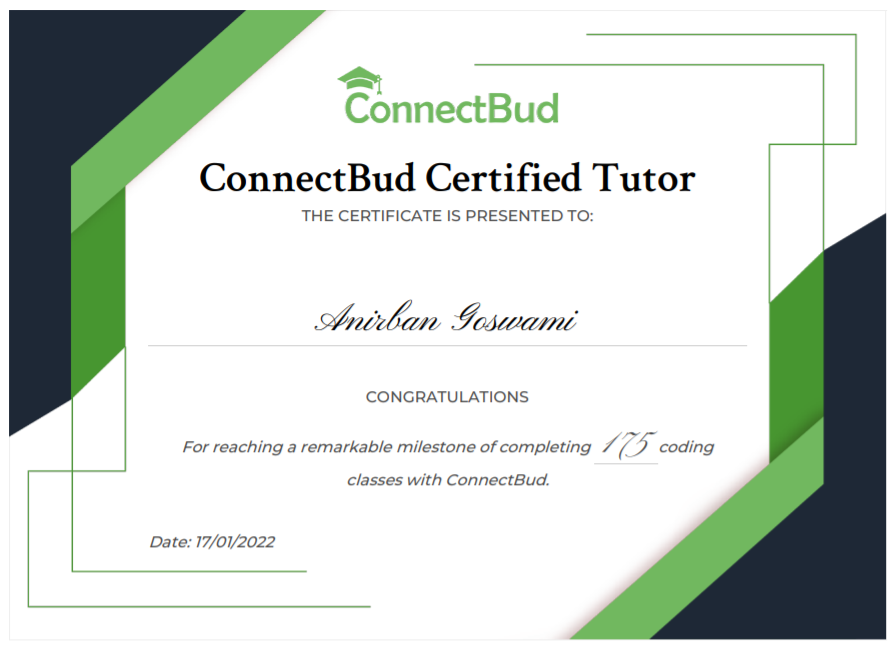 ConnectBud
ConnectBud Certified Tutor
THE CERTIFICATE IS PRESENTED TO:
Anirban Goswami
CONGRATULATIONS
For reaching a remarkable milestone of completing 175 coding
classes with ConnectBud.
Date: 17/01/2022